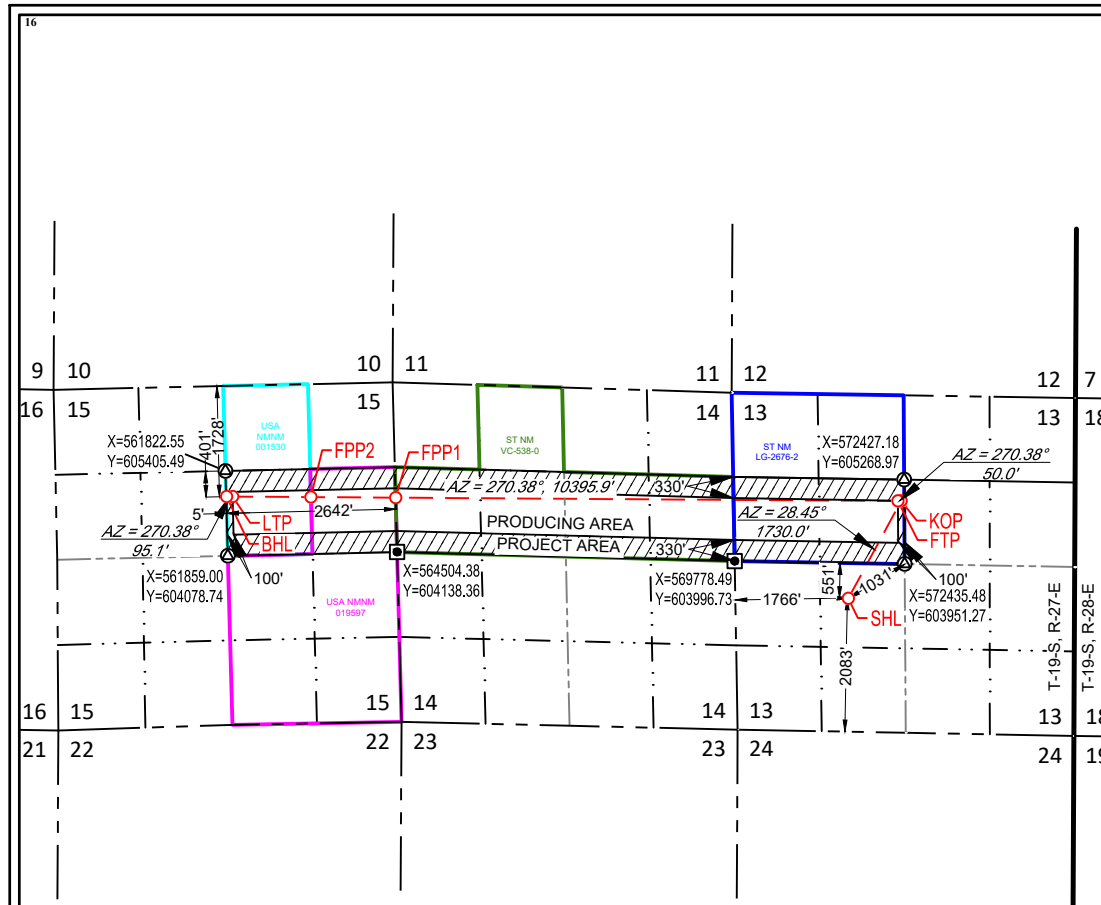 16
9
10
10
11
11
12
12
7
16
15
15
14
13
13
18
USA
NMNM
001530
ST NM
VC-538-0
ST NM
LG-2676-2
X=561822.55
Y=605405.49
401'
1728'
FPP2
FPP1
X=572427.18
Y=605268.97
AZ = 270.38°
50.0'
AZ = 270.38°, 10395.9'
330'
5'
2642'
LTP
BHL
AZ = 270.38°
95.1'
PRODUCING AREA
PROJECT AREA
330'
AZ = 28.45°
1730.0'
KOP
FTP
100'
X=561859.00
Y=604078.74
X=564504.38
Y=604138.36
X=569778.49
Y=603996.73
1766'
551'
1031'
100'
X=572435.48
Y=603951.27
SHL
2083'
USA NMNM
019597
T-19-S, R-27-E
T-19-S, R-28-E
16
15
15
14
14
13
13
18
21
22
22
23
23
24
24
19